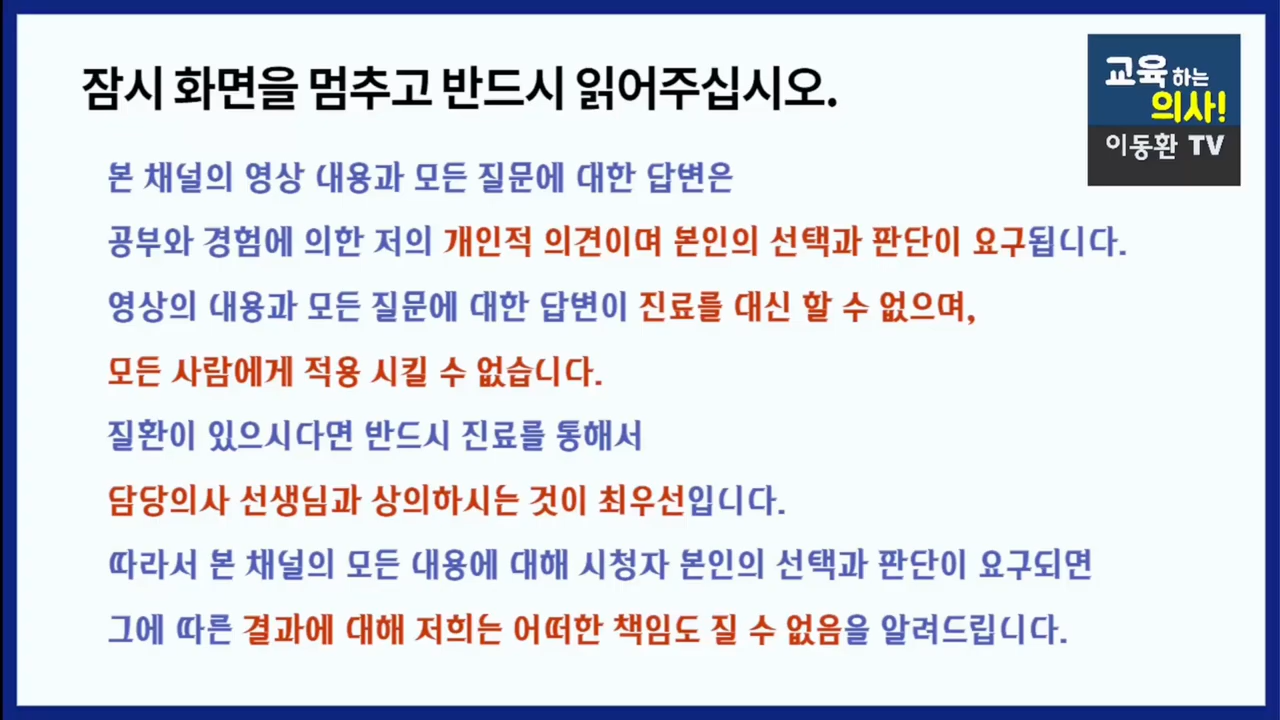 잠시 화면을 멈추고 반드시 읽어주십시오.
교육하는
의사!
이동환 TV
본 채널의 영상 내용과 모든 질문에 대한 답변은
공부와 경험에 의한 저의 개인적 의견이며 본인의 선택과 판단이 요구됩니다.
영상의 내용과 모든 질문에 대한 답변이 진료를 대신 할 수 없으며,
모든 사람에게 적용 시킬 수 없습니다.
질환이 있으시다면 반드시 진료를 통해서
담당의사 선생님과 상의하시는 것이 최우선입니다.
따라서 본 채널의 모든 내용에 대해 시청자 본인의 선택과 판단이 요구되면
그에 따른 결과에 대해 저희는 어떠한 책임도 질 수 없음을 알려드립니다.